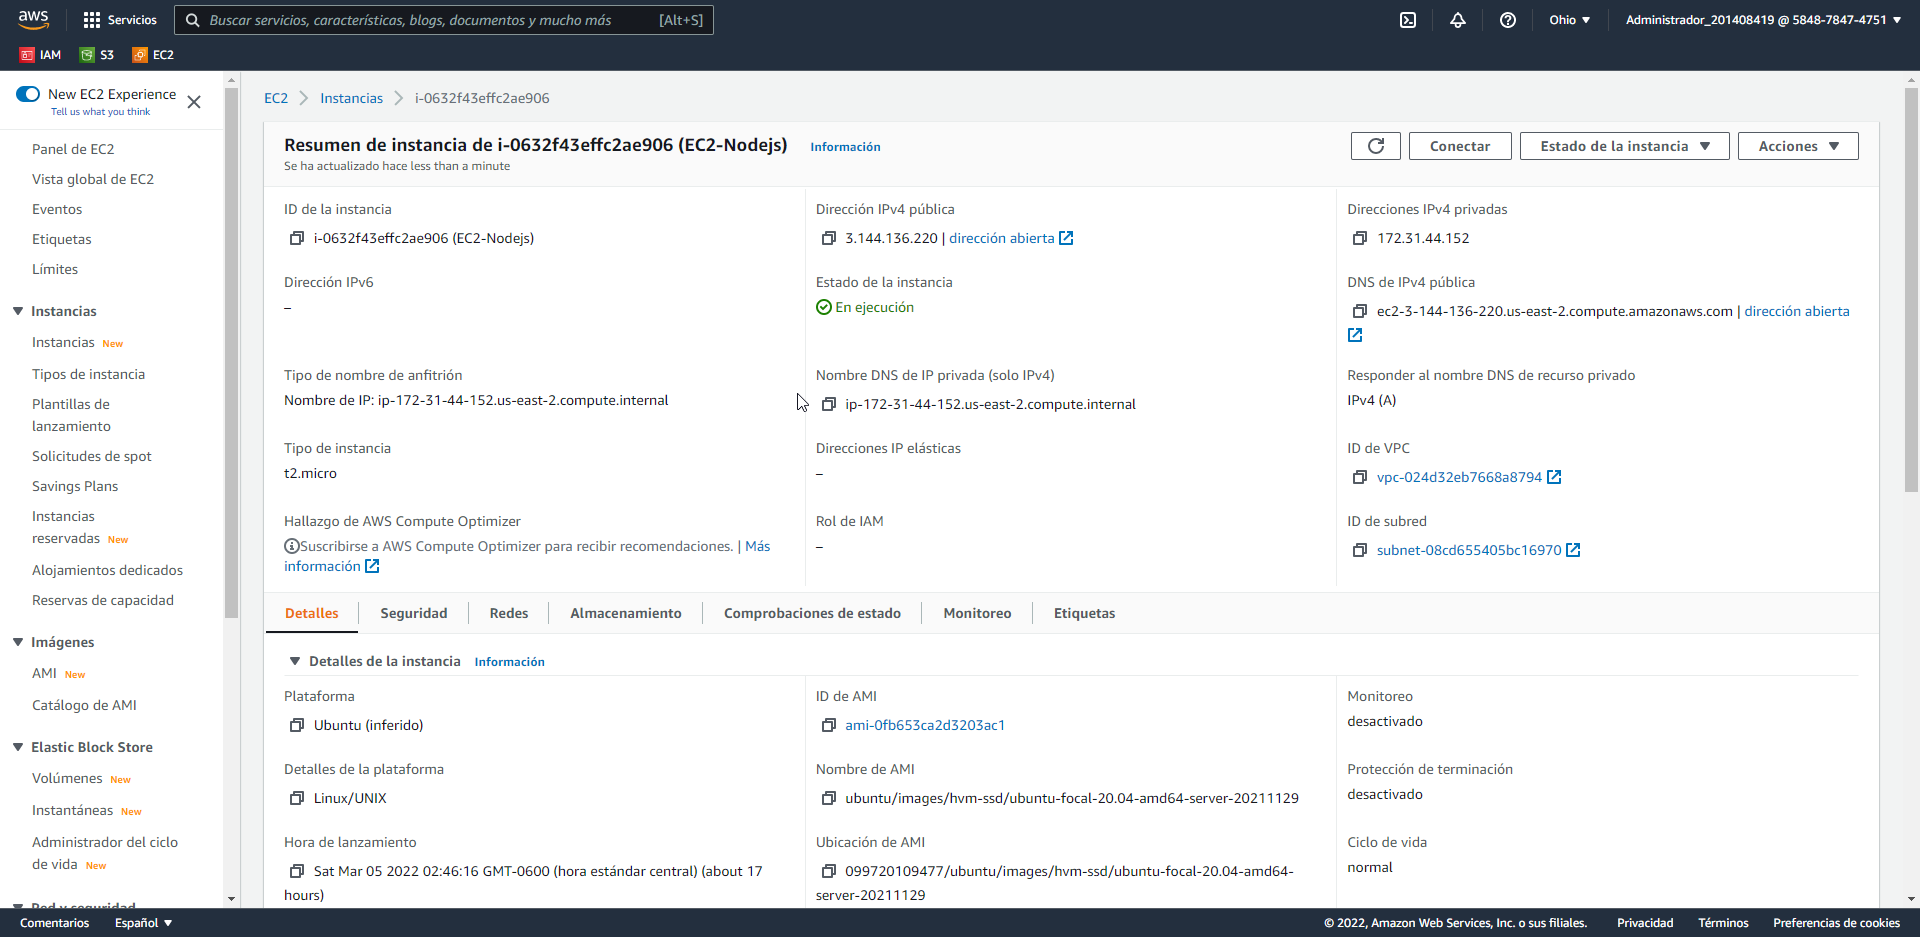 aws
Servicios
Buscar servicios, características, blogs, documentos y mucho más [Alt+S]
Ohio ▼
Administrador_201408419 @ 5848-7847-4751 ▼
IAM
S3
EC2
New EC2 Experience
Tell us what you think
Panel de EC2
Vista global de EC2
Eventos
Etiquetas
Límites
Instancias
Instancias New
Tipos de instancia
Plantillas de
lanzamiento
Solicitudes de spot
Savings Plans
Instancias
reservadas New
Alojamientos dedicados
Reservas de capacidad
Imágenes
AMI New
Catálogo de AMI
Elastic Block Store
Volúmenes New
Instantáneas New
Administrador del ciclo
de vida New
Red y seguridad
EC2 > Instancias > i-0632f43effc2ae906
Resumen de instancia de i-0632f43effc2ae906 (EC2-Nodejs) Información
Se ha actualizado hace less than a minute
Conectar
Estado de la instancia ▼
Acciones ▼
ID de la instancia
i-0632f43effc2ae906 (EC2-Nodejs)
Dirección IPv4 pública
3.144.136.220 | dirección abierta
Direcciones IPv4 privadas
172.31.44.152
Dirección IPv6
–
Estado de la instancia
En ejecución
DNS de IPv4 pública
ec2-3-144-136-220.us-east-2.compute.amazonaws.com | dirección abierta
Tipo de nombre de anfitrión
Nombre de IP: ip-172-31-44-152.us-east-2.compute.internal
Nombre DNS de IP privada (solo IPv4)
ip-172-31-44-152.us-east-2.compute.internal
Responder al nombre DNS de recurso privado
IPv4 (A)
Tipo de instancia
t2.micro
Direcciones IP elásticas
–
ID de VPC
vpc-024d32eb7668a8794
Hallazgo de AWS Compute Optimizer
Suscribirse a AWS Compute Optimizer para recibir recomendaciones. | Más
información
Rol de IAM
–
ID de subred
subnet-08cd655405bc16970
Detalles
Seguridad
Redes
Almacenamiento
Comprobaciones de estado
Monitoreo
Etiquetas
Detalles de la instancia Información
Plataforma
Ubuntu (inferido)
ID de AMI
ami-0fb653ca2d3203ac1
Monitoreo
desactivado
Detalles de la plataforma
Linux/UNIX
Nombre de AMI
ubuntu/images/hvm-ssd/ubuntu-focal-20.04-amd64-server-20211129
Protección de terminación
desactivado
Hora de lanzamiento
Sat Mar 05 2022 02:46:16 GMT-0600 (hora estándar central) (about 17
hours)
Ubicación de AMI
099720109477/ubuntu/images/hvm-ssd/ubuntu-focal-20.04-amd64-
server-20211129
Ciclo de vida
normal
Comentarios
Español ▼
© 2022, Amazon Web Services, Inc. o sus filiales.
Privacidad
Términos
Preferencias de cookies